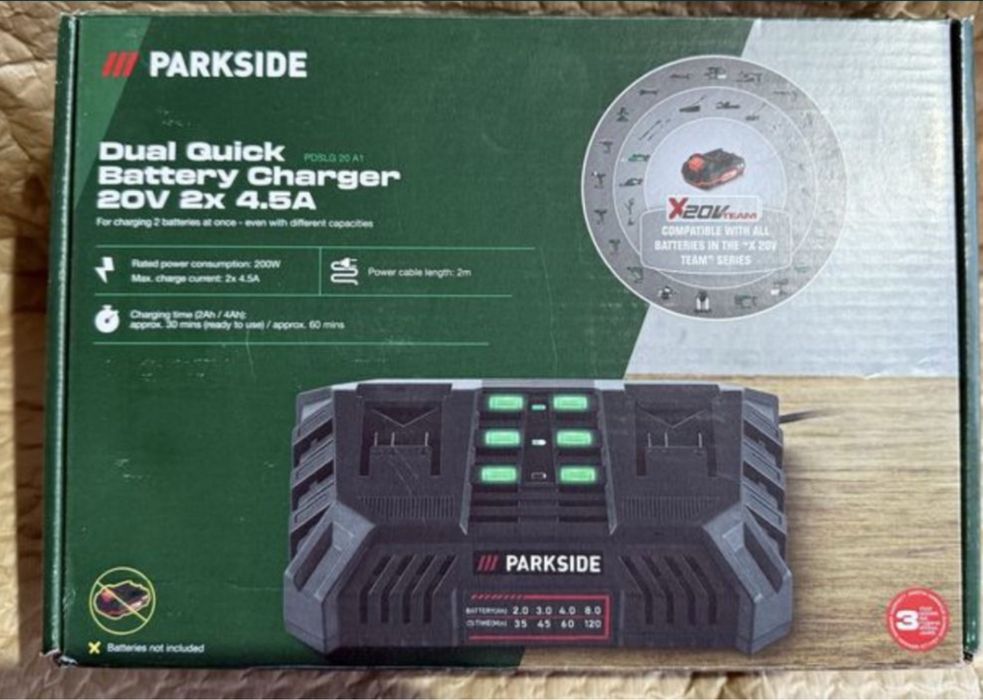 PARKSIDE
Dual Quick PDSLG 20 A1
Battery Charger
20V 2x 4.5A
For charging 2 batteries at once - even with different capacities
Rated power consumption: 200W
Max. charge current: 2x 4.5A
Power cable length: 2m
Charging time (2Ah / 4Ah):
approx. 30 mins (ready to use) / approx. 60 mins
X20V TEAM
COMPATIBLE WITH ALL
BATTERIES IN THE "X 20V
TEAM" SERIES
PARKSIDE
BATTERY(Ah) 2.0 3.0 4.0 8.0
TIME(Min) 35 45 60 120
Batteries not included
3